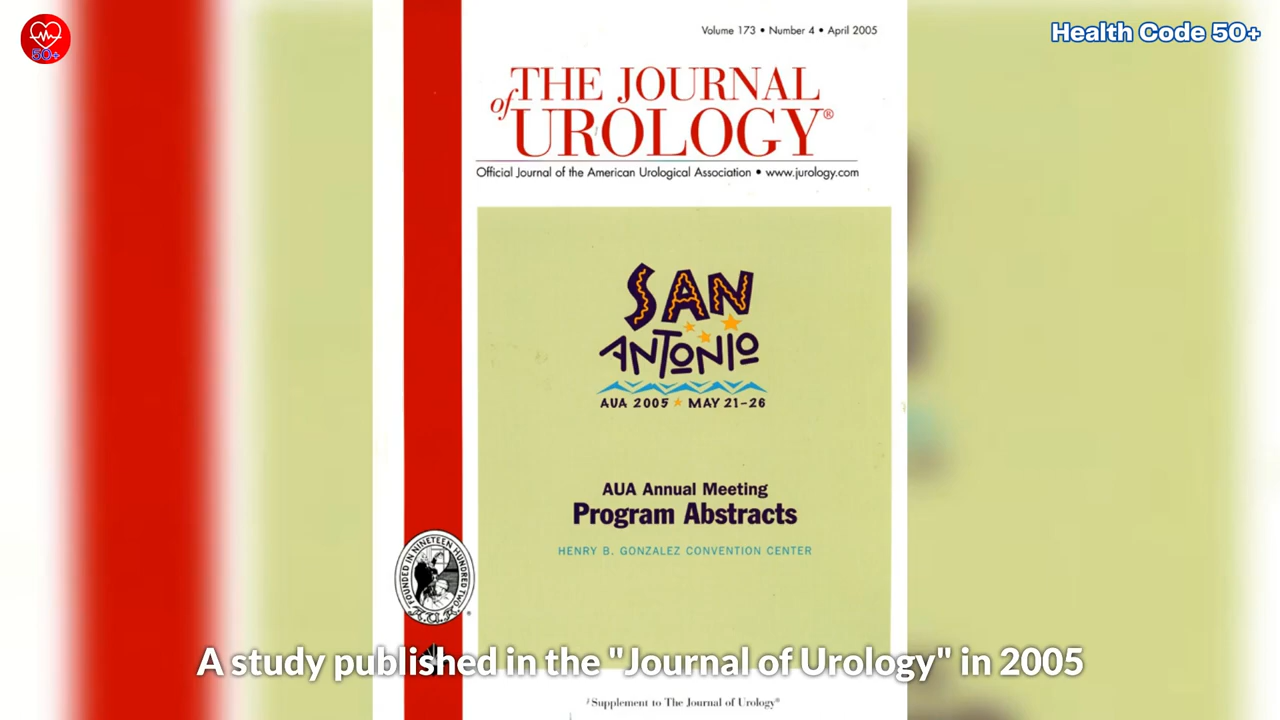 50+
Health Code 50+
Volume 173 • Number 4 • April 2005
THE JOURNAL
of UROLOGY®
Official Journal of the American Urological Association • www.jurology.com
SAN
ANTONIO
AUA 2005 ★ MAY 21-26
AUA Annual Meeting
Program Abstracts
HENRY B. GONZALEZ CONVENTION CENTER
FOUNDED IN NINETEEN HUNDRED TWO
A.U.A.
A study published in the "Journal of Urology" in 2005
Supplement to The Journal of Urology®